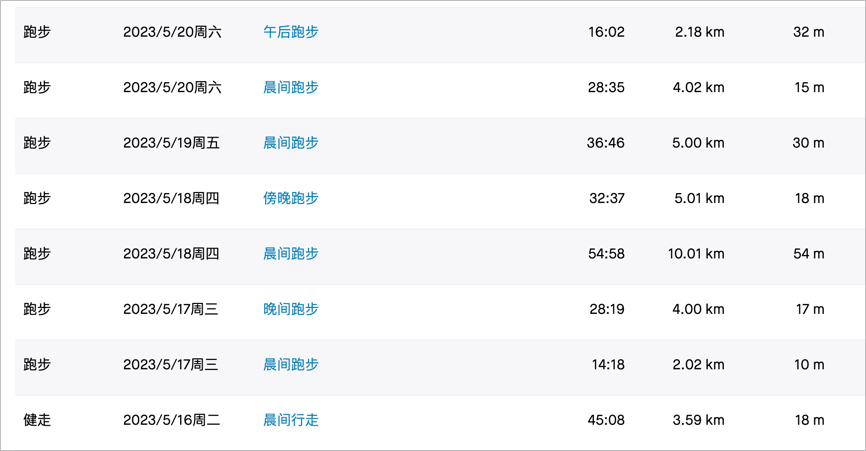 跑步 2023/5/20周六 午后跑步 16:02 2.18 km 32 m
跑步 2023/5/20周六 晨间跑步 28:35 4.02 km 15 m
跑步 2023/5/19周五 晨间跑步 36:46 5.00 km 30 m
跑步 2023/5/18周四 傍晚跑步 32:37 5.01 km 18 m
跑步 2023/5/18周四 晨间跑步 54:58 10.01 km 54 m
跑步 2023/5/17周三 晚间跑步 28:19 4.00 km 17 m
跑步 2023/5/17周三 晨间跑步 14:18 2.02 km 10 m
健走 2023/5/16周二 晨间行走 45:08 3.59 km 18 m